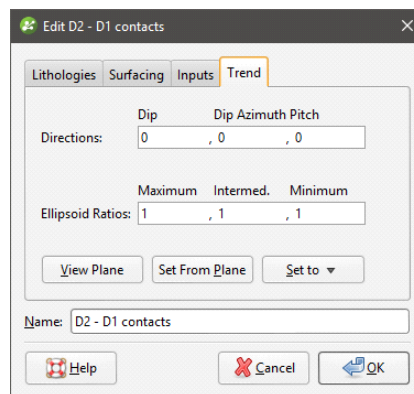 Edit D2 - D1 contacts
Lithologies Surfacing Inputs Trend
Dip Dip Azimuth Pitch
Directions: 0 , 0 , 0
Maximum Intermed. Minimum
Ellipsoid Ratios: 1 , 1 , 1
View Plane Set From Plane Set to
Name: D2 - D1 contacts
Help Cancel OK